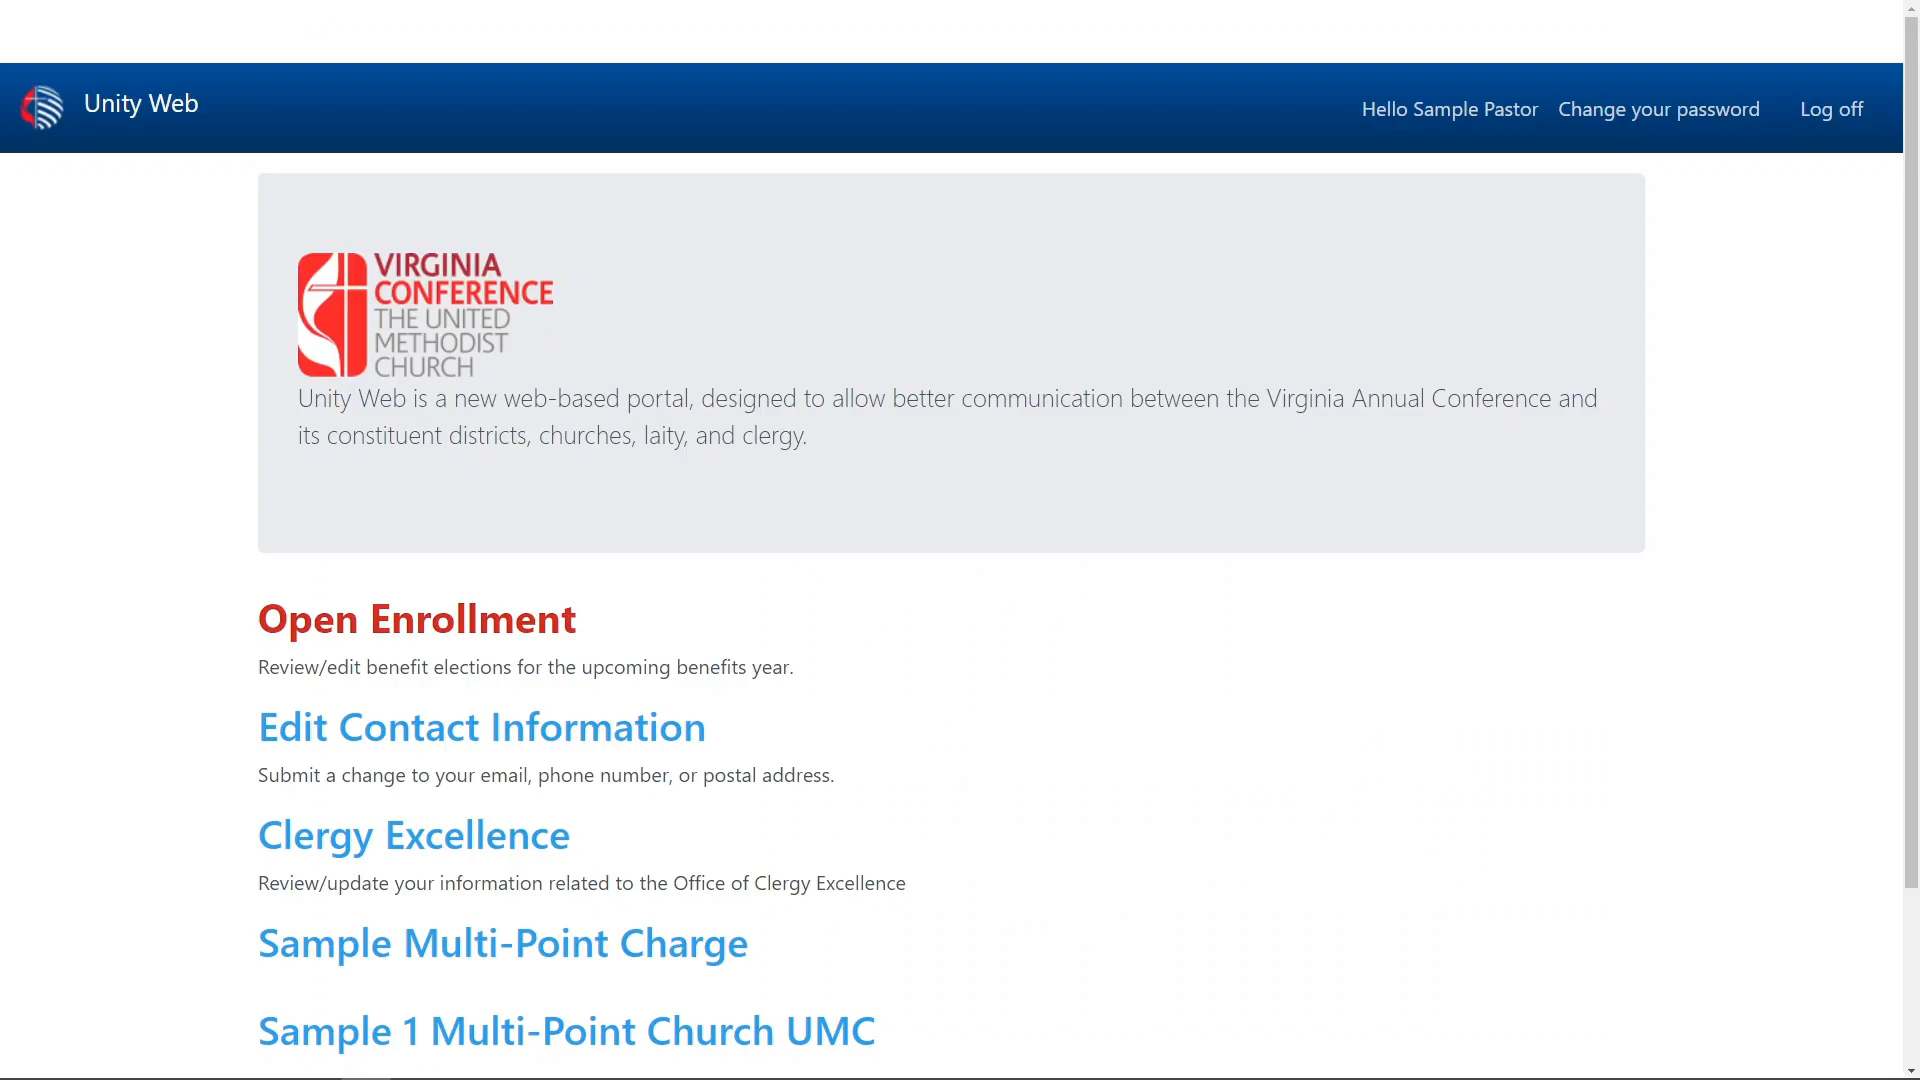 Unity Web
Hello Sample Pastor
Change your password
Log off
VIRGINIA
CONFERENCE
THE UNITED
METHODIST
CHURCH
Unity Web is a new web-based portal, designed to allow better communication between the Virginia Annual Conference and
its constituent districts, churches, laity, and clergy.
Open Enrollment
Review/edit benefit elections for the upcoming benefits year.
Edit Contact Information
Submit a change to your email, phone number, or postal address.
Clergy Excellence
Review/update your information related to the Office of Clergy Excellence
Sample Multi-Point Charge
Sample 1 Multi-Point Church UMC